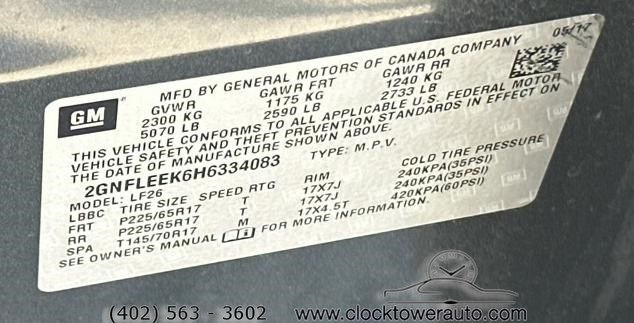 GM
MFD BY GENERAL MOTORS OF CANADA COMPANY 05/17
GVWR GAWR FRT GAWR RR
2300 KG 1175 KG 1240 KG
5070 LB 2590 LB 2733 LB
THIS VEHICLE CONFORMS TO ALL APPLICABLE U.S. FEDERAL MOTOR
VEHICLE SAFETY AND THEFT PREVENTION STANDARDS IN EFFECT ON
THE DATE OF MANUFACTURE SHOWN ABOVE.
2GNFLEEK6H6334083 TYPE: M.P.V.
MODEL: LF26
LBBC TIRE SIZE SPEED RTG RIM COLD TIRE PRESSURE
FRT P225/65R17 T 17X7J 240KPA(35PSI)
RR P225/65R17 T 17X7J 240KPA(35PSI)
SPA T145/70R17 M 17X4.5T 420KPA(60PSI)
SEE OWNER'S MANUAL FOR MORE INFORMATION.
(402) 563 - 3602 www.clocktowerauto.com